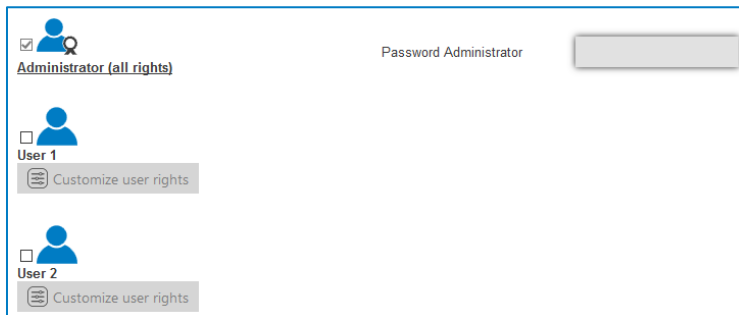 Password Administrator
Administrator (all rights)
User 1
Customize user rights
User 2
Customize user rights